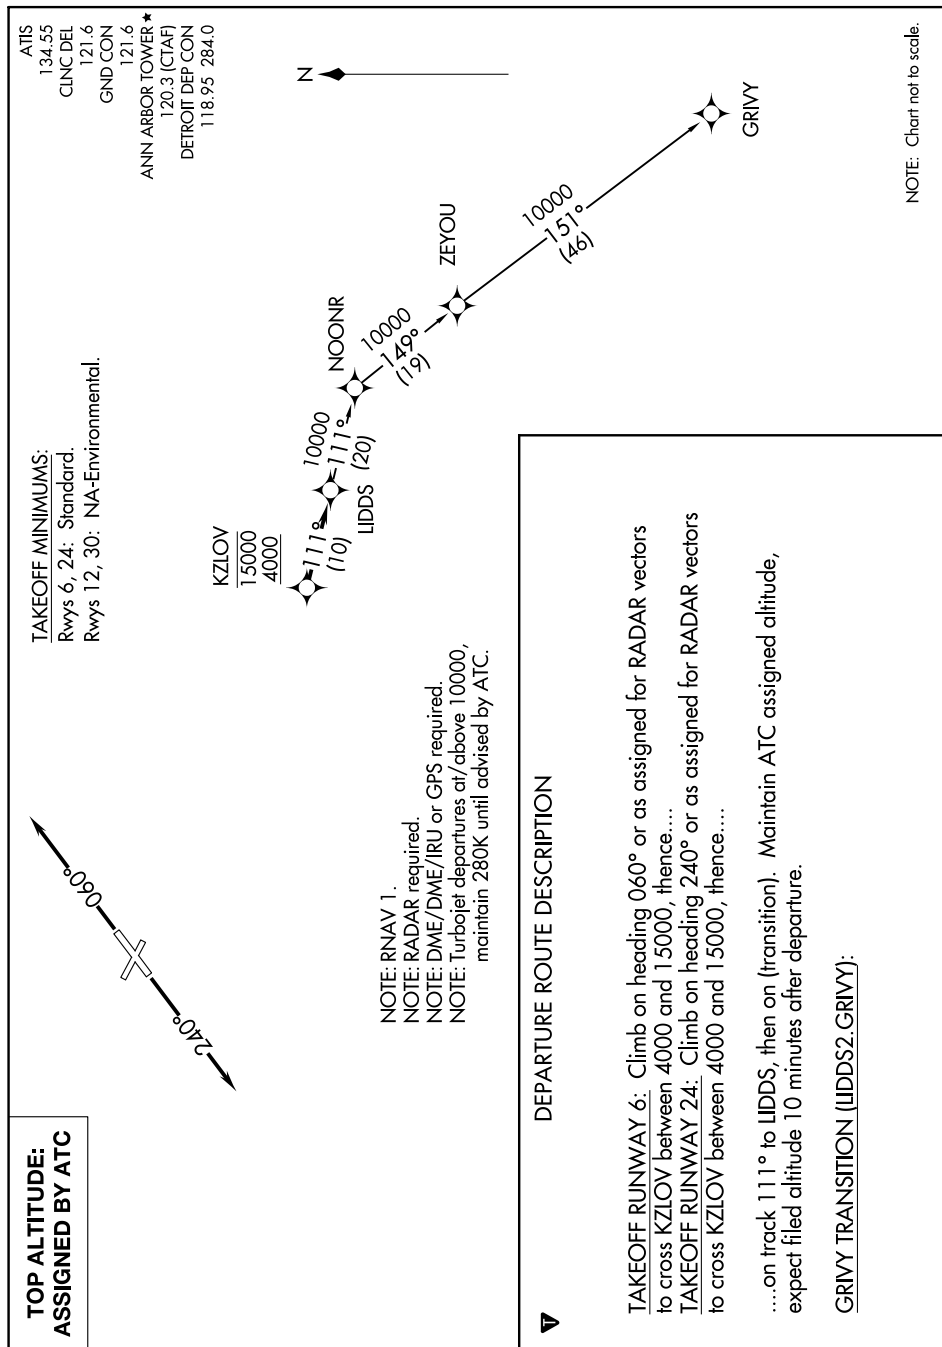 TOP ALTITUDE:
ASSIGNED BY ATC
060°
240°
TAKEOFF MINIMUMS:
Rwys 6, 24: Standard.
Rwys 12, 30: NA-Environmental.
ATIS
134.55
CLNC DEL
121.6
GND CON
121.6
ANN ARBOR TOWER★
120.3 (CTAF)
DETROIT DEP CON
118.95 284.0
N
KZLOV
15000
4000
111°
(10)
LIDDS
10000
111°
(20)
NOONR
10000
149°
(19)
ZEYOU
10000
151°
(46)
GRIVY
NOTE: RNAV 1.
NOTE: RADAR required.
NOTE: DME/DME/IRU or GPS required.
NOTE: Turbojet departures at/above 10000,
maintain 280K until advised by ATC.
NOTE: Chart not to scale.
T
DEPARTURE ROUTE DESCRIPTION
TAKEOFF RUNWAY 6: Climb on heading 060° or as assigned for RADAR vectors
to cross KZLOV between 4000 and 15000, thence....
TAKEOFF RUNWAY 24: Climb on heading 240° or as assigned for RADAR vectors
to cross KZLOV between 4000 and 15000, thence....
....on track 111° to LIDDS, then on (transition). Maintain ATC assigned altitude,
expect filed altitude 10 minutes after departure.
GRIVY TRANSITION (LIDDS2.GRIVY):